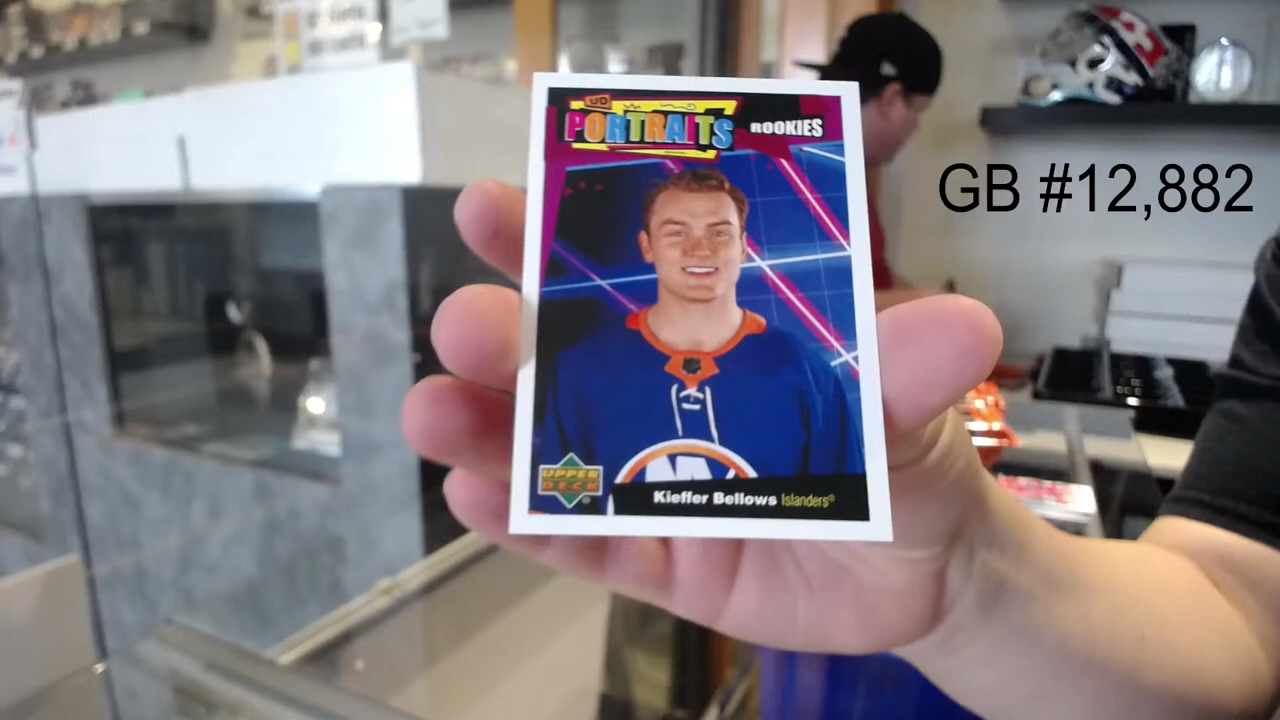 UD
PORTRAITS
ROOKIES
GB #12,882
UPPER
DECK
Kieffer Bellows Islanders®